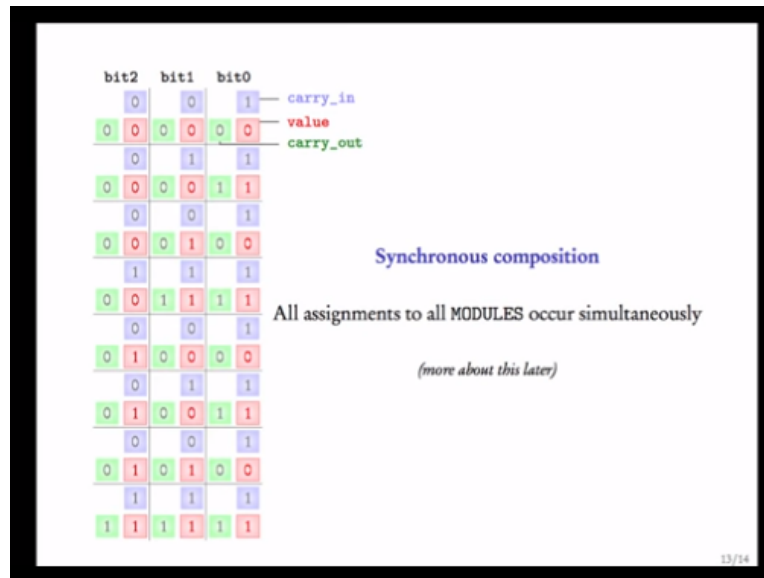 bit2 bit1 bit0
0 0 1 carry_in
0 0 0 0 0 0 value
carry_out
0 1 1
0 0 0 0 1 1
0 0 1
0 0 0 1 0 0
Synchronous composition
1 1 1
0 0 1 1 1 1
All assignments to all MODULES occur simultaneously
0 0 1
0 1 0 0 0 0
(more about this later)
0 1 1
0 1 0 0 1 1
0 0 1
0 1 0 1 0 0
1 1 1
1 1 1 1 1 1
13/14